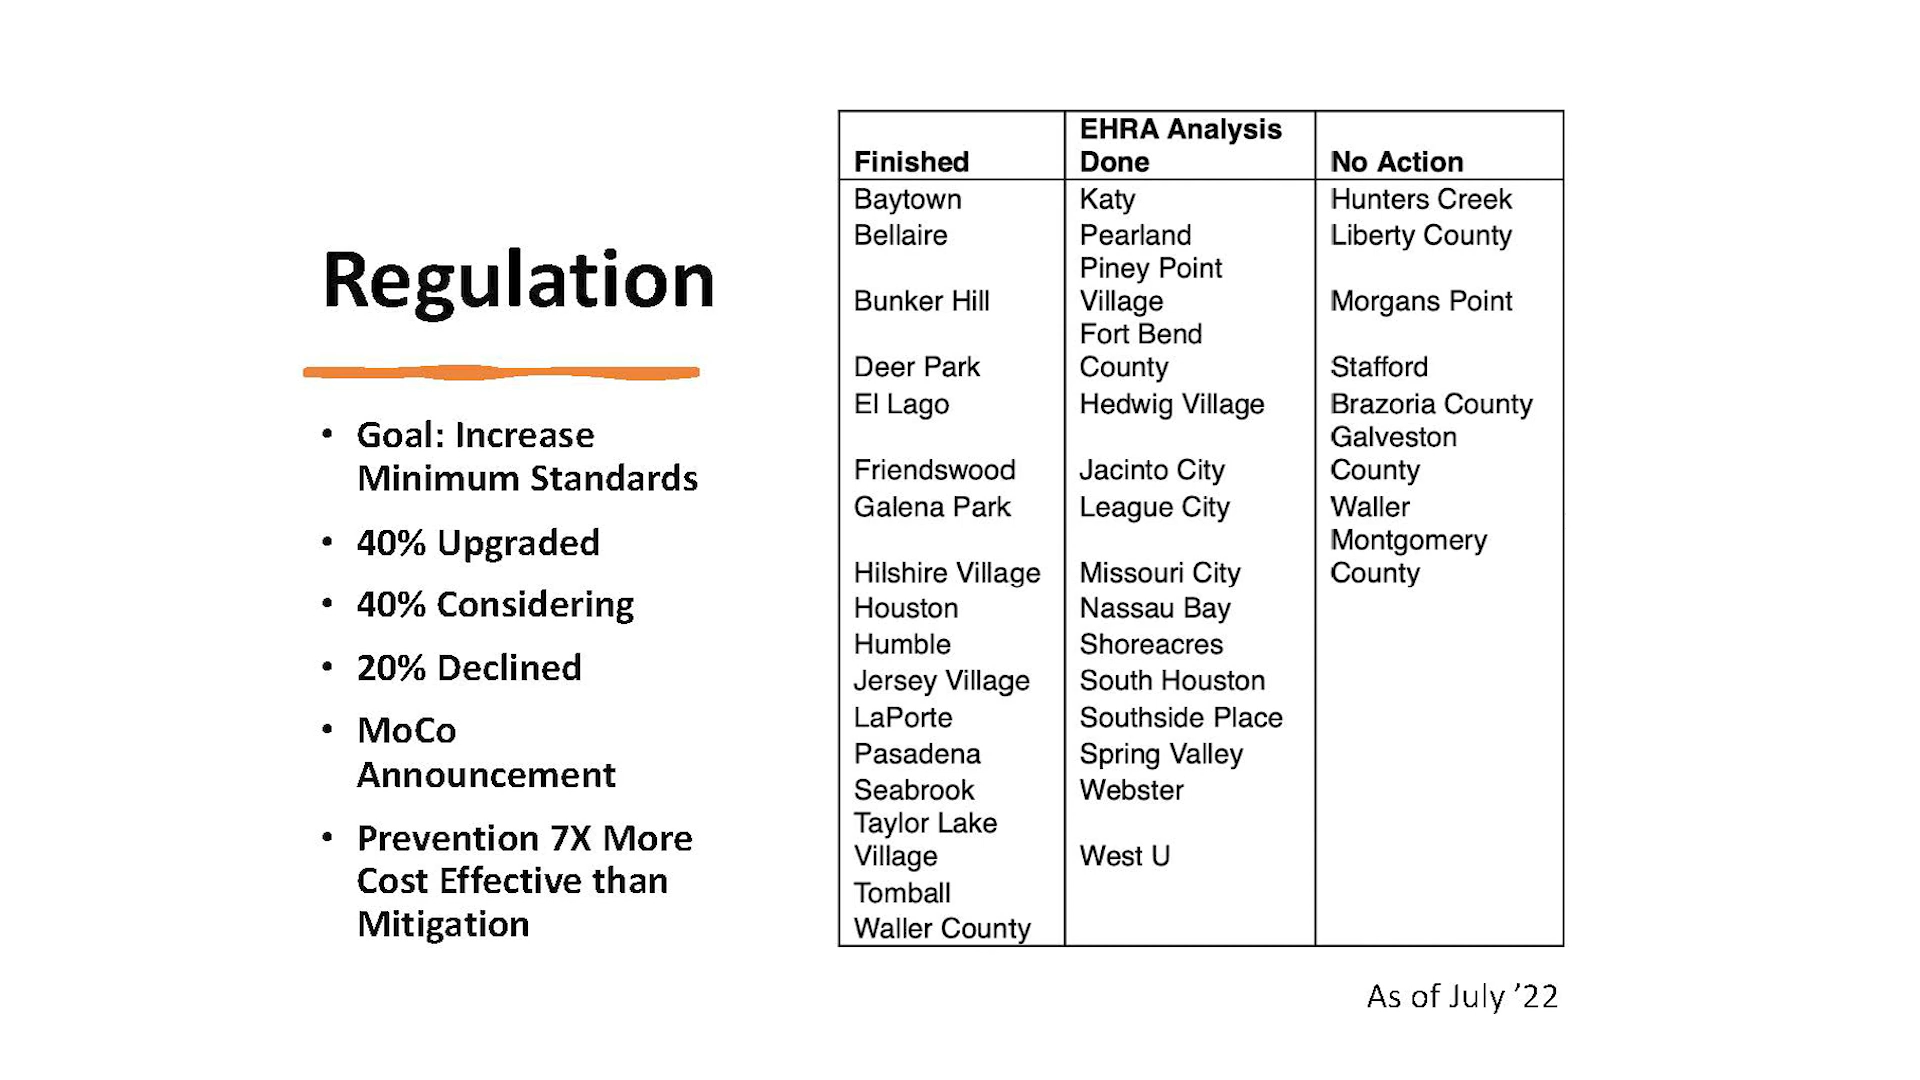 Regulation
• Goal: Increase
Minimum Standards
• 40% Upgraded
• 40% Considering
• 20% Declined
• MoCo
Announcement
• Prevention 7X More
Cost Effective than
Mitigation
Finished
EHRA Analysis
Done
No Action
Baytown
Katy
Hunters Creek
Bellaire
Pearland
Liberty County
Bunker Hill
Piney Point
Village
Morgans Point
Deer Park
Fort Bend
County
Stafford
El Lago
Hedwig Village
Brazoria County
Friendswood
Jacinto City
Galveston
County
Galena Park
League City
Waller
Hilshire Village
Missouri City
Montgomery
County
Houston
Nassau Bay
Humble
Shoreacres
Jersey Village
South Houston
LaPorte
Southside Place
Pasadena
Spring Valley
Seabrook
Webster
Taylor Lake
Village
West U
Tomball
Waller County
As of July ’22